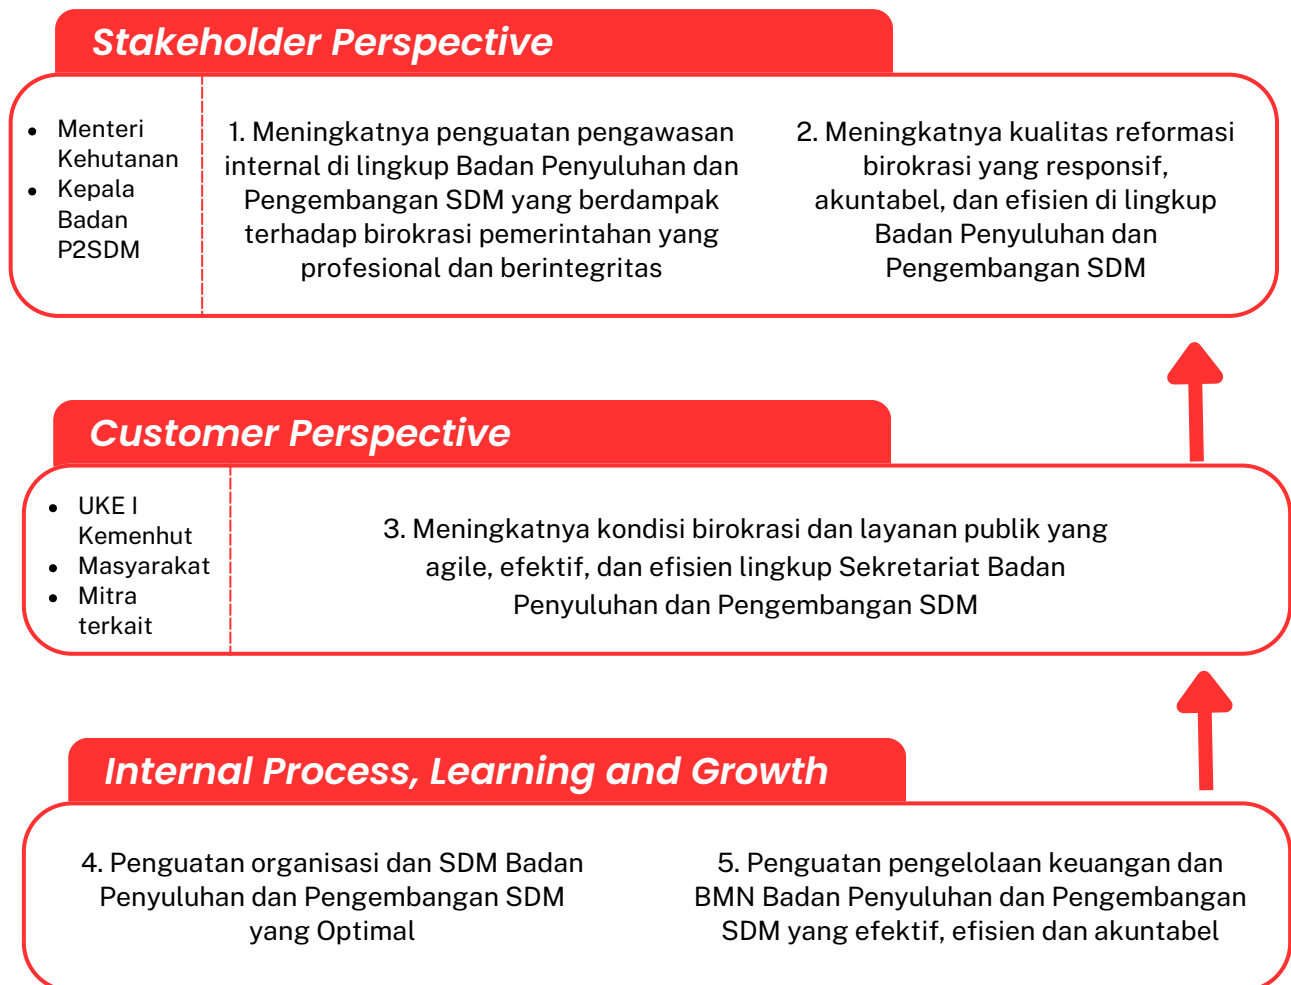 Stakeholder Perspective
• Menteri
Kehutanan
• Kepala
Badan
P2SDM
1. Meningkatnya penguatan pengawasan
internal di lingkup Badan Penyuluhan dan
Pengembangan SDM yang berdampak
terhadap birokrasi pemerintahan yang
profesional dan berintegritas
2. Meningkatnya kualitas reformasi
birokrasi yang responsif,
akuntabel, dan efisien di lingkup
Badan Penyuluhan dan
Pengembangan SDM
Customer Perspective
• UKE I
Kemenhut
• Masyarakat
• Mitra
terkait
3. Meningkatnya kondisi birokrasi dan layanan publik yang
agile, efektif, dan efisien lingkup Sekretariat Badan
Penyuluhan dan Pengembangan SDM
Internal Process, Learning and Growth
4. Penguatan organisasi dan SDM Badan
Penyuluhan dan Pengembangan SDM
yang Optimal
5. Penguatan pengelolaan keuangan dan
BMN Badan Penyuluhan dan Pengembangan
SDM yang efektif, efisien dan akuntabel